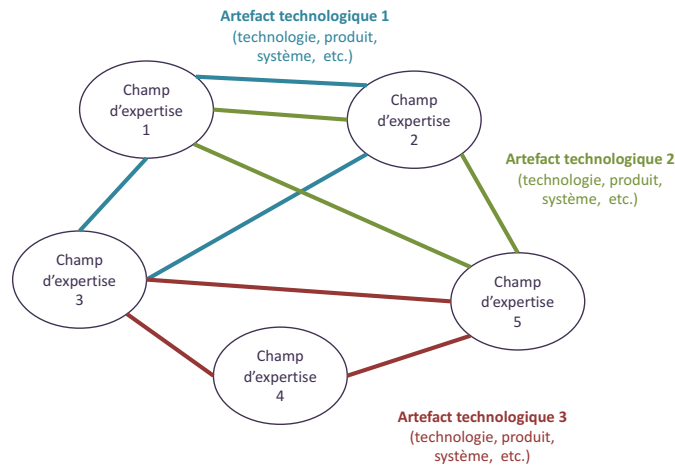 Artefact technologique 1
(technologie, produit,
système, etc.)
Champ
d’expertise
1
Champ
d’expertise
2
Artefact technologique 2
(technologie, produit,
système, etc.)
Champ
d’expertise
3
Champ
d’expertise
5
Champ
d’expertise
4
Artefact technologique 3
(technologie, produit,
système, etc.)